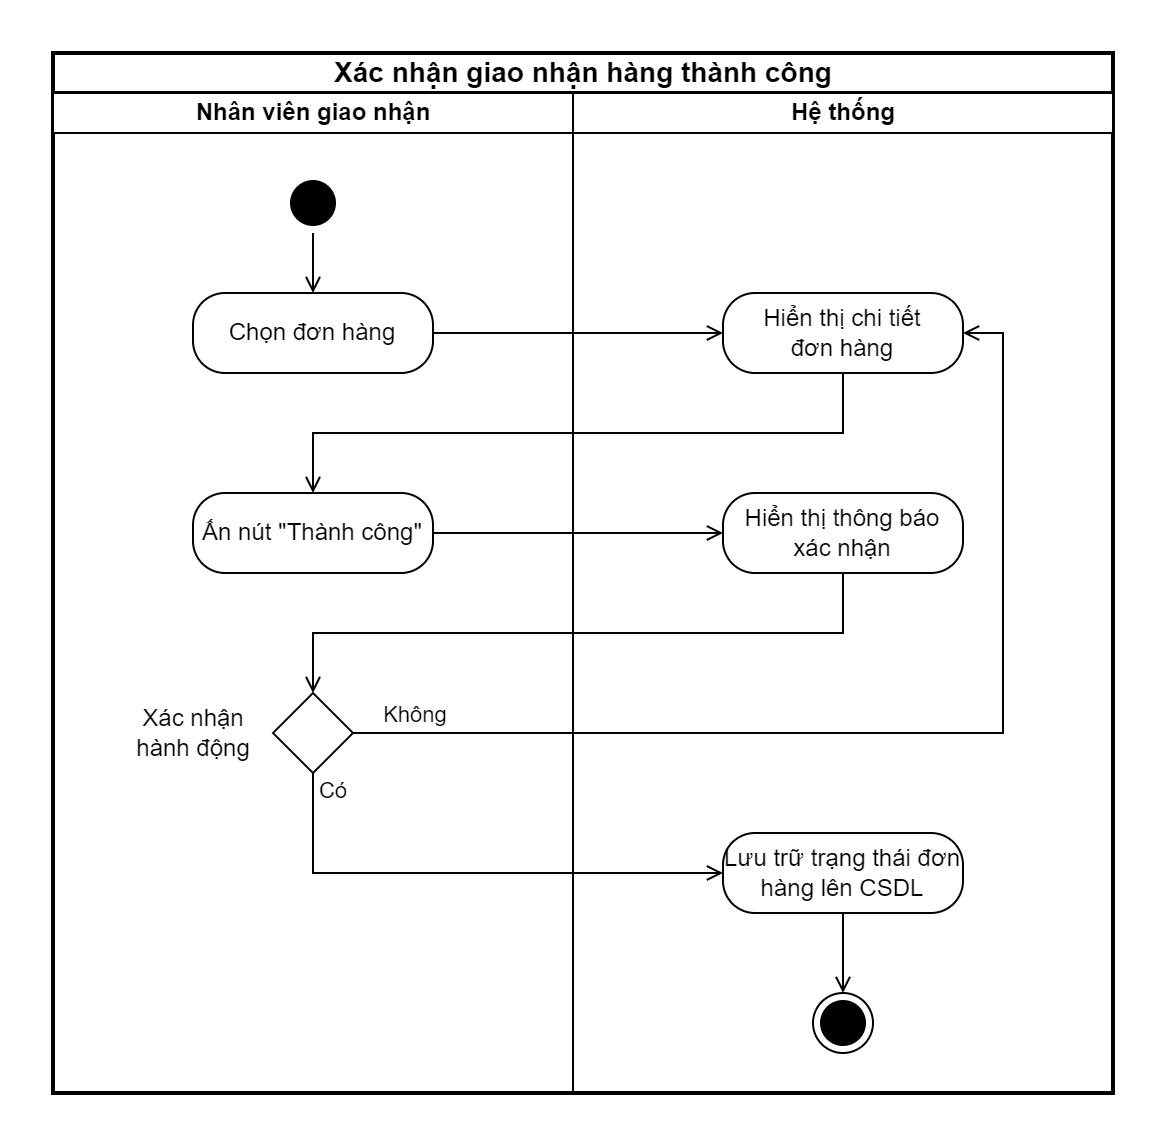 Xác nhận giao nhận hàng thành công
Nhân viên giao nhận
Hệ thống
Chọn đơn hàng
Hiển thị chi tiết
đơn hàng
Ấn nút "Thành công"
Hiển thị thông báo
xác nhận
Xác nhận
hành động
Không
Có
Lưu trữ trạng thái đơn
hàng lên CSDL